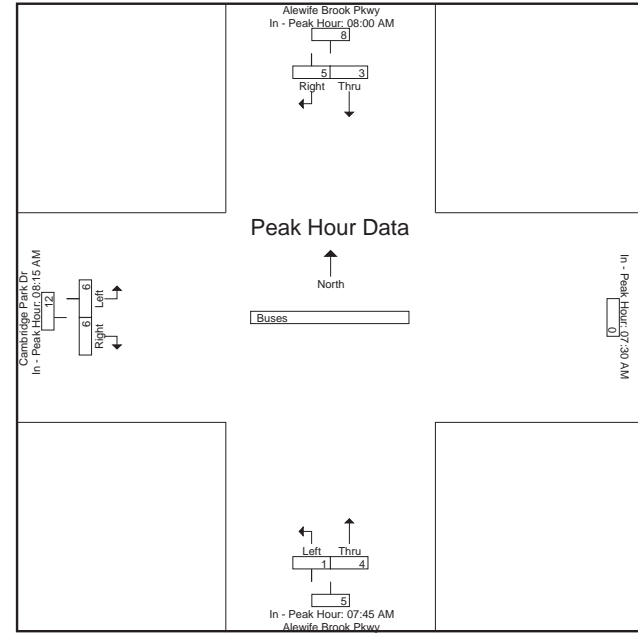 Alewife Brook Pkwy
In - Peak Hour: 08:00 AM
8
5 3
Right Thru
Peak Hour Data
North
Buses
Cambridge Park Dr
In - Peak Hour: 08:15 AM
12
6 6
Left
Right
In - Peak Hour: 07:30 AM
0
Left Thru
1 4
5
In - Peak Hour: 07:45 AM
Alewife Brook Pkwy